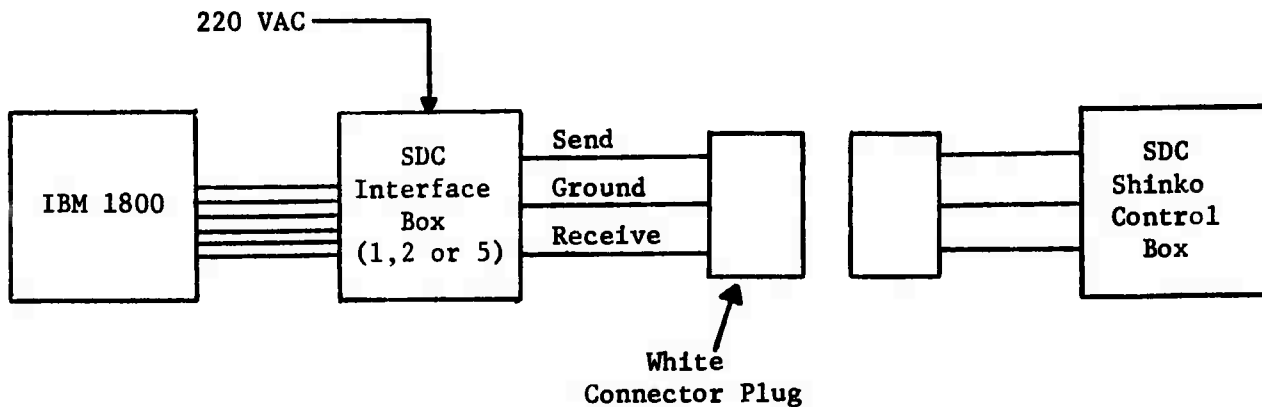 220 VAC
IBM 1800
SDC
Interface
Box
(1,2 or 5)
Send
Ground
Receive
White
Connector Plug
SDC
Shinko
Control
Box